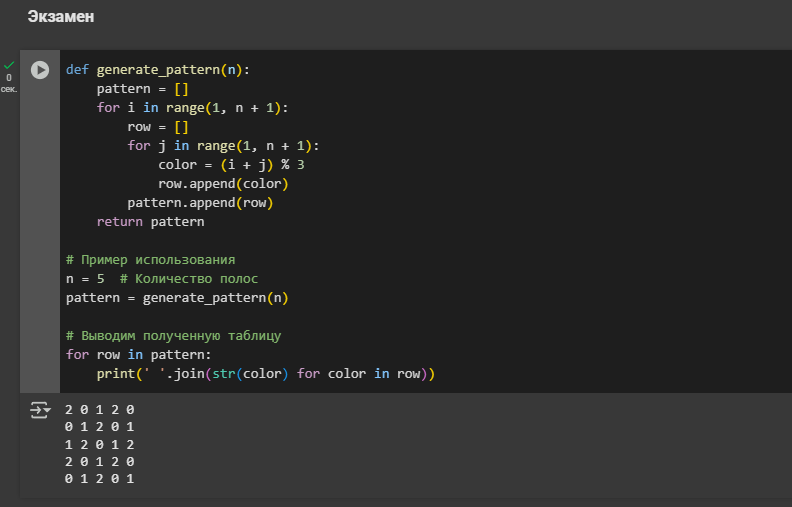 Экзамен
0
сек.
def generate_pattern(n):
    pattern = []
    for i in range(1, n + 1):
        row = []
        for j in range(1, n + 1):
            color = (i + j) % 3
            row.append(color)
        pattern.append(row)
    return pattern

# Пример использования
n = 5  # Количество полос
pattern = generate_pattern(n)

# Выводим полученную таблицу
for row in pattern:
    print(' '.join(str(color) for color in row))
2 0 1 2 0
0 1 2 0 1
1 2 0 1 2
2 0 1 2 0
0 1 2 0 1